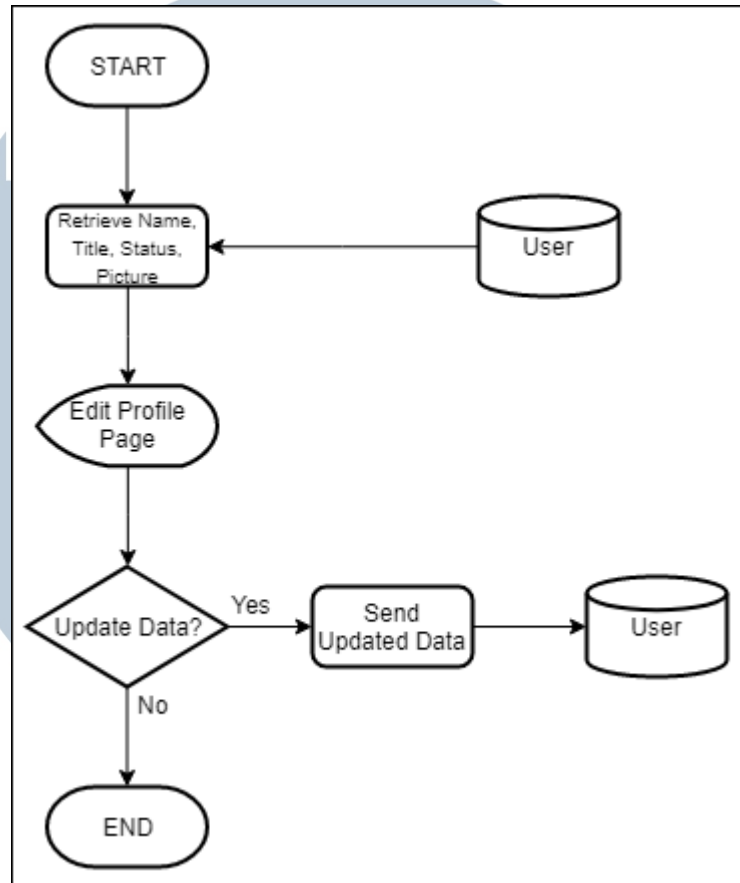 START
Retrieve Name,
Title, Status,
Picture
User
Edit Profile
Page
Update Data?
Yes
Send
Updated Data
User
No
END